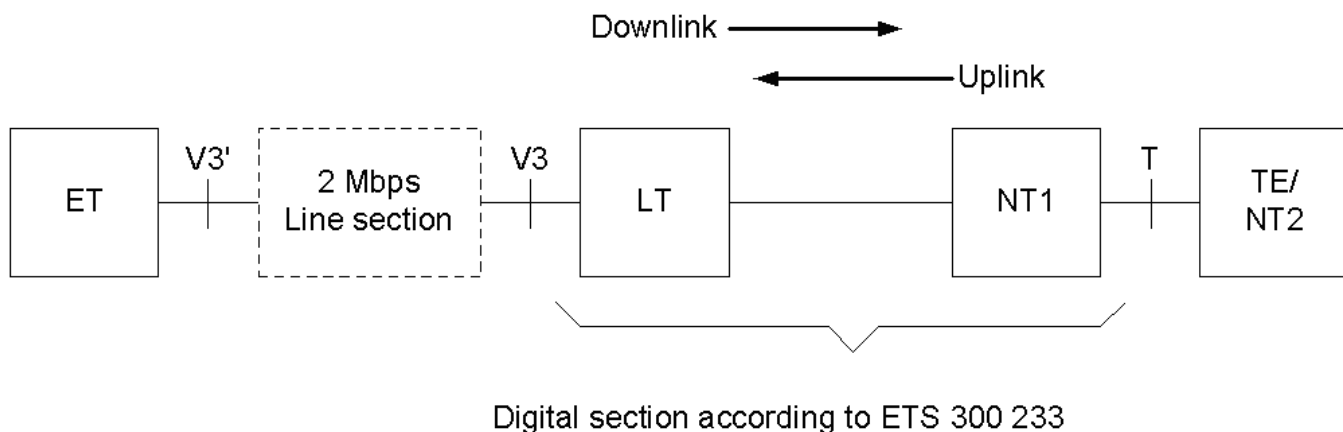 Downlink
Uplink
V3'
V3
T
ET
2 Mbps
Line section
LT
NT1
TE/
NT2
Digital section according to ETS 300 233